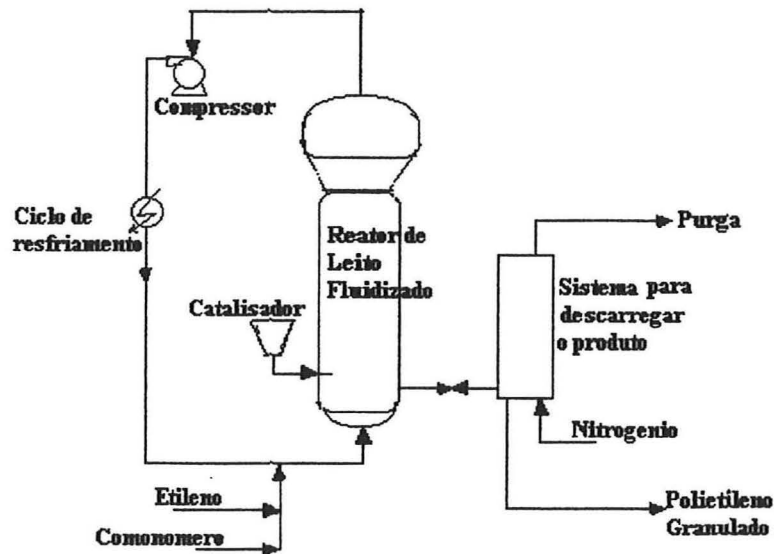 Compressor
Ciclo de
resfriamento
Reator de
Leito
Fluidizado
Catalisador
Purga
Sistema para
descarregar
o produto
Nitrogenio
Etileno
Comonomero
Polietileno
Granulado